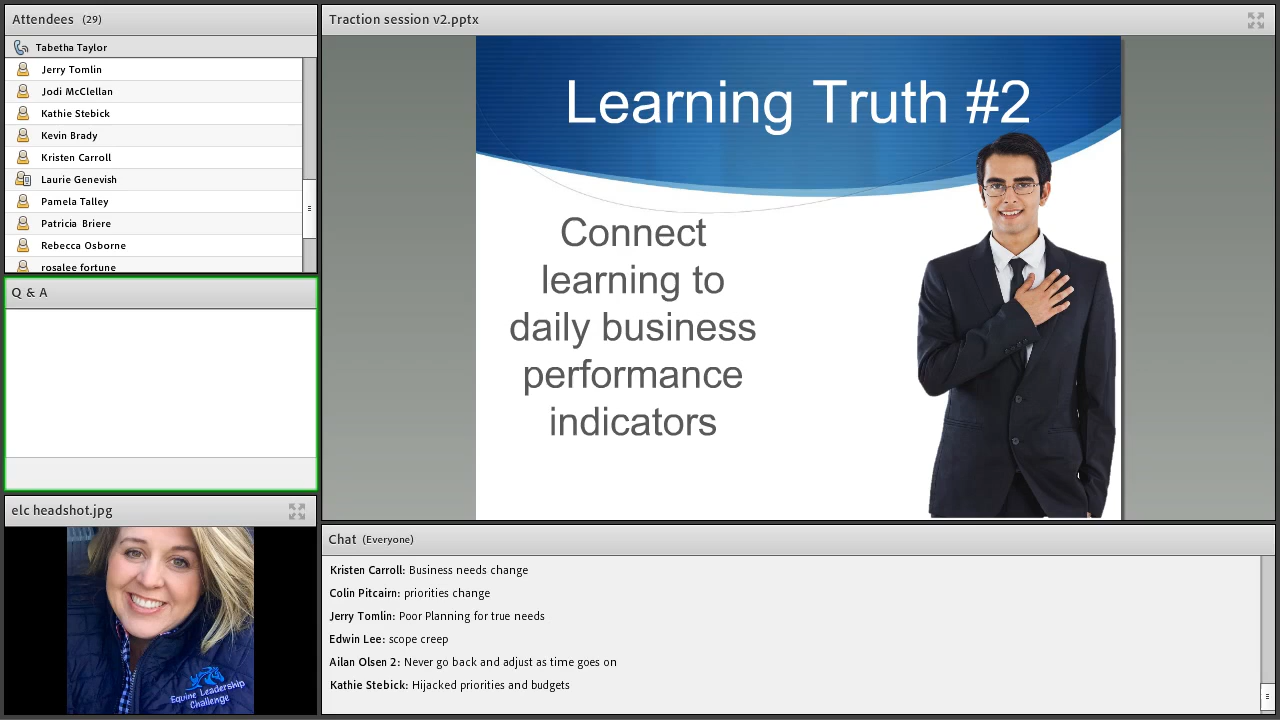 Attendees (29)
Tabetha Taylor
Jerry Tomlin
Jodi McClellan
Kathie Stebick
Kevin Brady
Kristen Carroll
Laurie Genevish
Pamela Talley
Patricia Briere
Rebecca Osborne
rosalee fortune
Q & A
elc headshot.jpg
Equine Leadership
Challenge
Traction session v2.pptx
Learning Truth #2
Connect
learning to
daily business
performance
indicators
Chat (Everyone)
Kristen Carroll: Business needs change
Colin Pitcairn: priorities change
Jerry Tomlin: Poor Planning for true needs
Edwin Lee: scope creep
Ailan Olsen 2: Never go back and adjust as time goes on
Kathie Stebick: Hijacked priorities and budgets